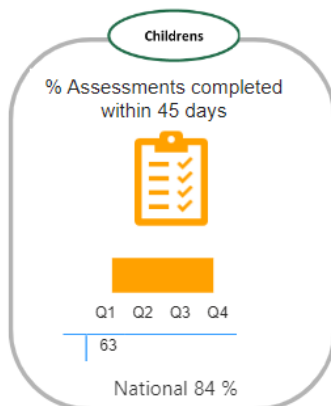 Childrens
% Assessments completed
within 45 days
Q1 Q2 Q3 Q4
63
National 84 %